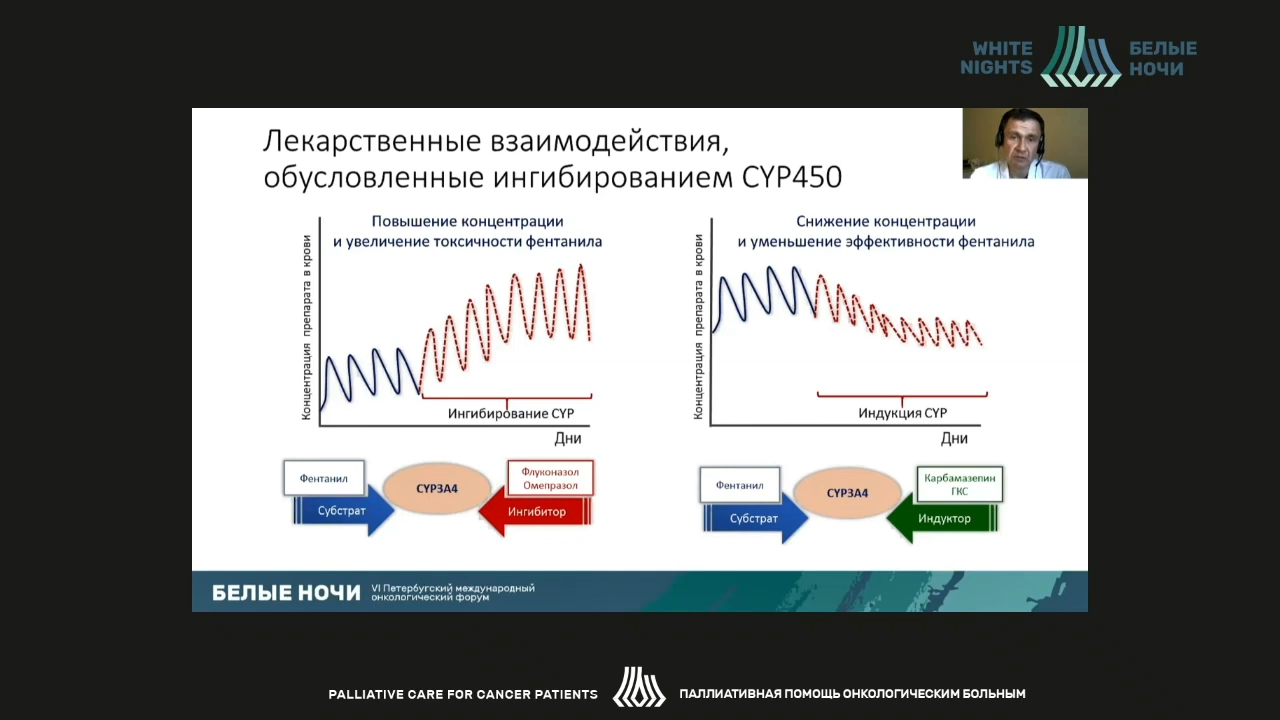 WHITE
NIGHTS
БЕЛЫЕ
НОЧИ
Лекарственные взаимодействия,
обусловленные ингибированием CYP450
Повышение концентрации
и увеличение токсичности фентанила
Концентрация препарата в крови
Ингибирование CYP
Дни
Фентанил
Субстрат
CYP3A4
Флуконазол
Омепразол
Ингибитор
Снижение концентрации
и уменьшение эффективности фентанила
Концентрация препарата в крови
Индукция CYP
Дни
Фентанил
Субстрат
CYP3A4
Карбамазепин
ГКС
Индуктор
БЕЛЫЕ НОЧИ
VI Петербугский международный
онкологический форум
PALLIATIVE CARE FOR CANCER PATIENTS
ПАЛЛИАТИВНАЯ ПОМОЩЬ ОНКОЛОГИЧЕСКИМ БОЛЬНЫМ